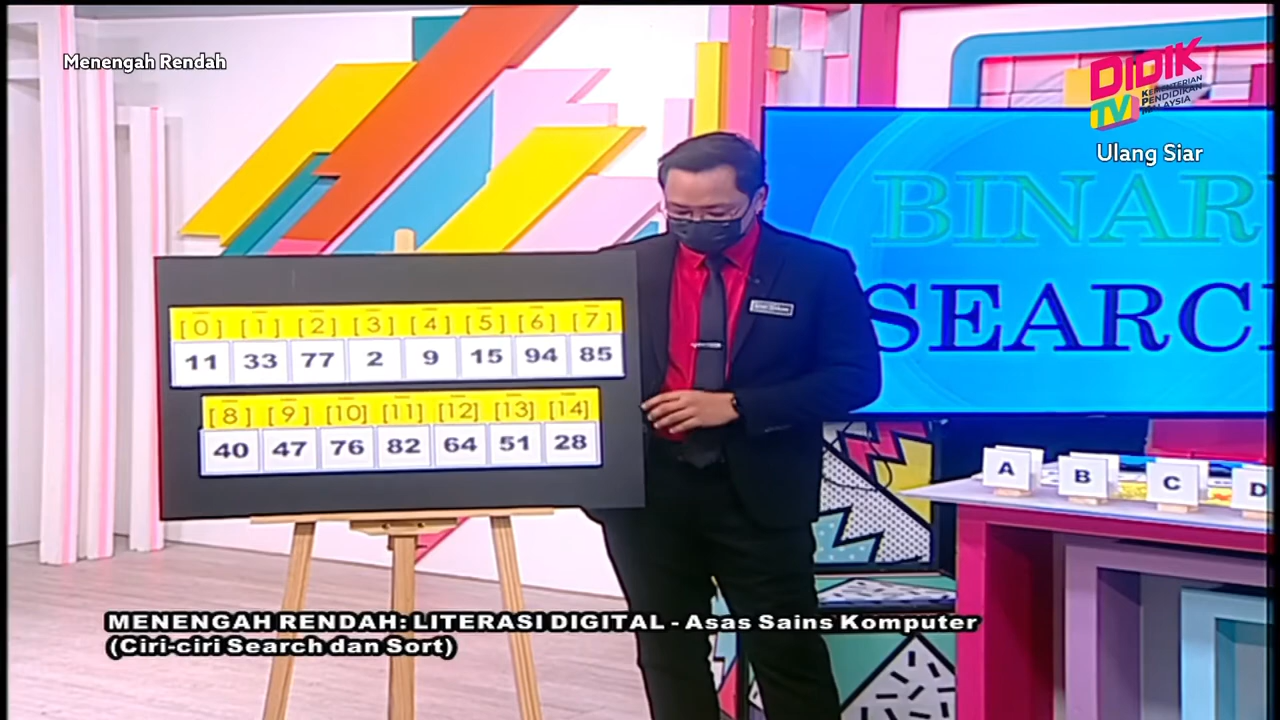 Menengah Rendah
DIDIK
TV
KEMENTERIAN
PENDIDIKAN
MALAYSIA
Ulang Siar
BINAR
SEARC
[0] [1] [2] [3] [4] [5] [6] [7]
11 33 77 2 9 15 94 85
[8] [9] [10] [11] [12] [13] [14]
40 47 76 82 64 51 28
A B C D
MENENGAH RENDAH: LITERASI DIGITAL - Asas Sains Komputer
(Ciri-ciri Search dan Sort)